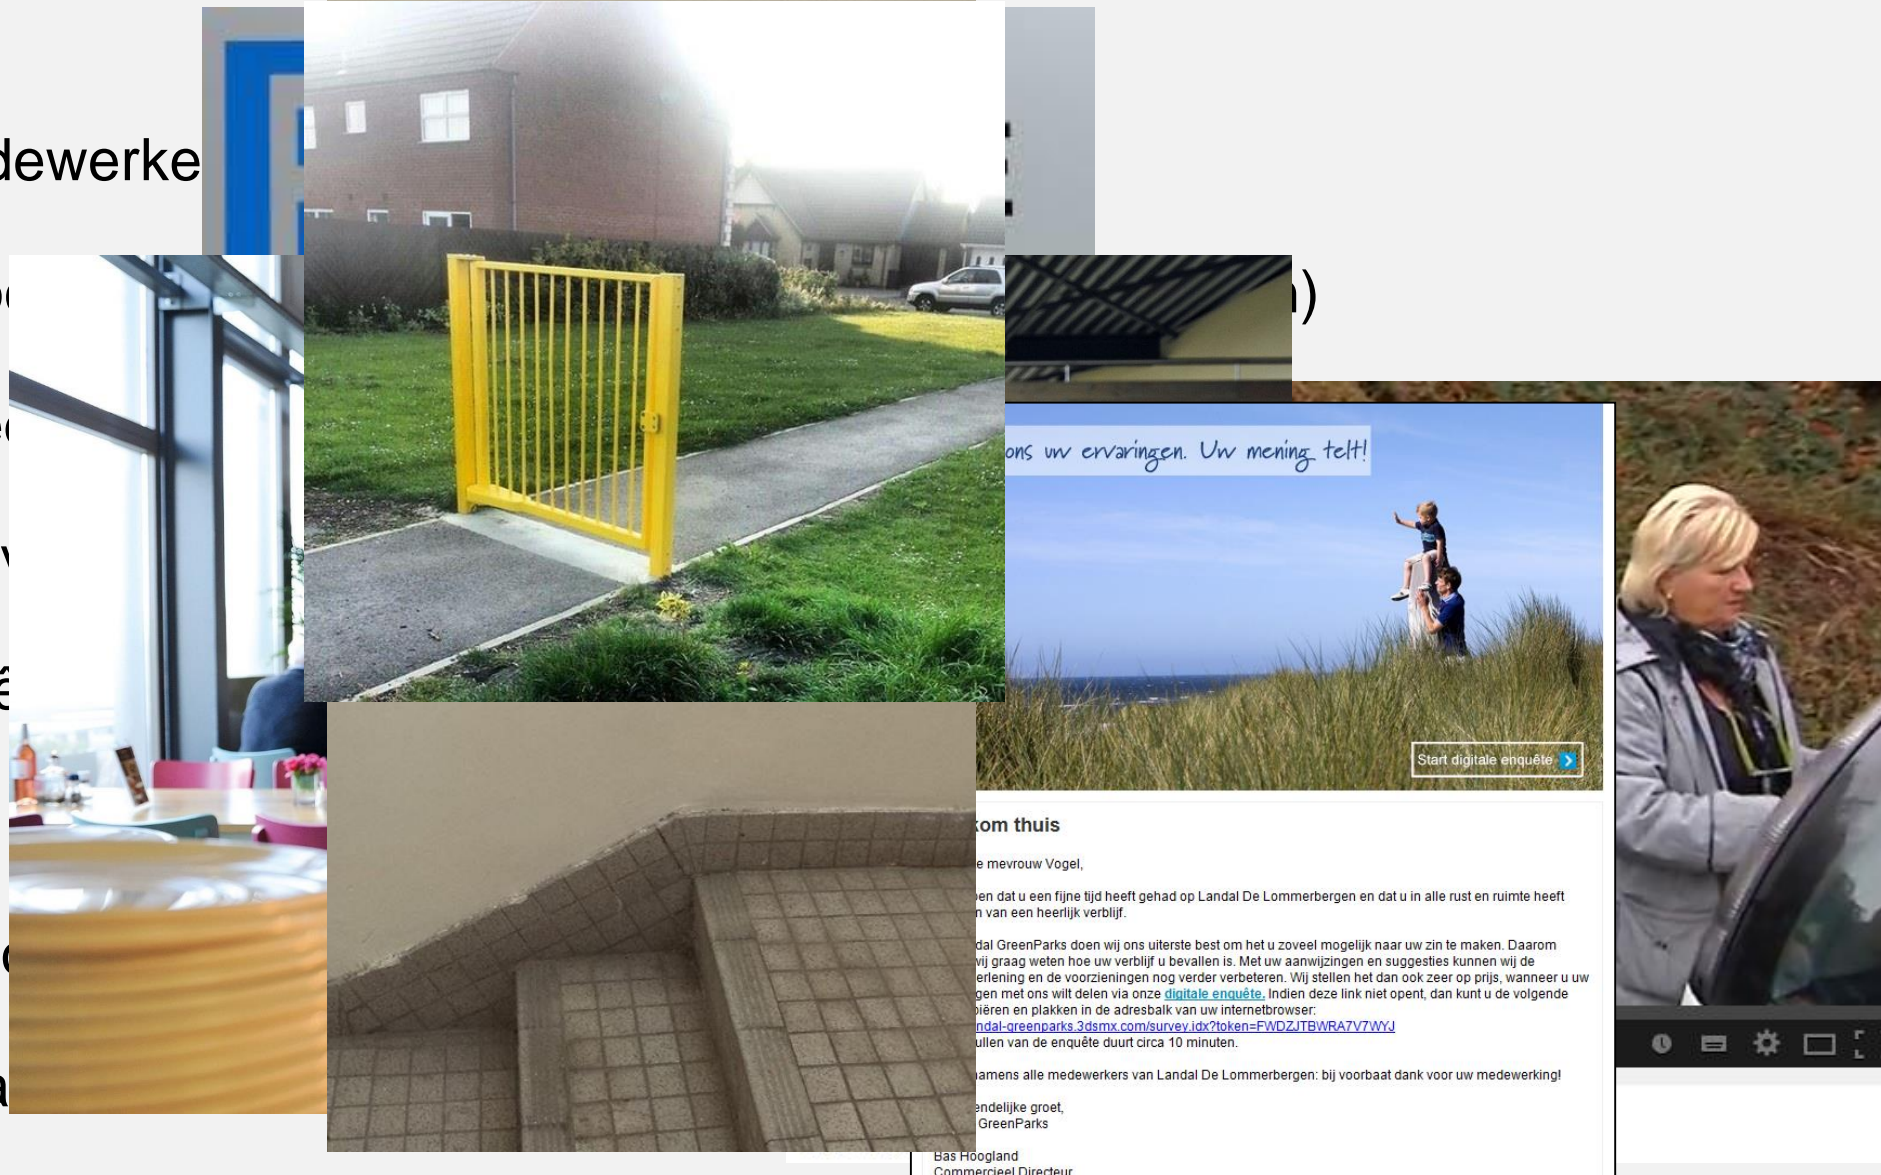 dewerke
)
ons uw ervaringen. Uw mening telt!
Start digitale enquête
kom thuis
e mevrouw Vogel,
en dat u een fijne tijd heeft gehad op Landal De Lommerbergen en dat u in alle rust en ruimte heeft
n van een heerlijk verblijf.
dal GreenParks doen wij ons uiterste best om het u zoveel mogelijk naar uw zin te maken. Daarom
wij graag weten hoe uw verblijf u bevallen is. Met uw aanwijzingen en suggesties kunnen wij de
erlening en de voorzieningen nog verder verbeteren. Wij stellen het dan ook zeer op prijs, wanneer u uw
gen met ons wilt delen via onze digitale enquête. Indien deze link niet opent, dan kunt u de volgende
iëren en plakken in de adresbalk van uw internetbrowser:
ndal-greenparks.3dsmx.com/survey.idx?token=FWDZJTBWRA7V7WYJ
ullen van de enquête duurt circa 10 minuten.
namens alle medewerkers van Landal De Lommerbergen: bij voorbaat dank voor uw medewerking!
endelijke groet,
GreenParks
Bas Hoogland
Commercieel Directeur